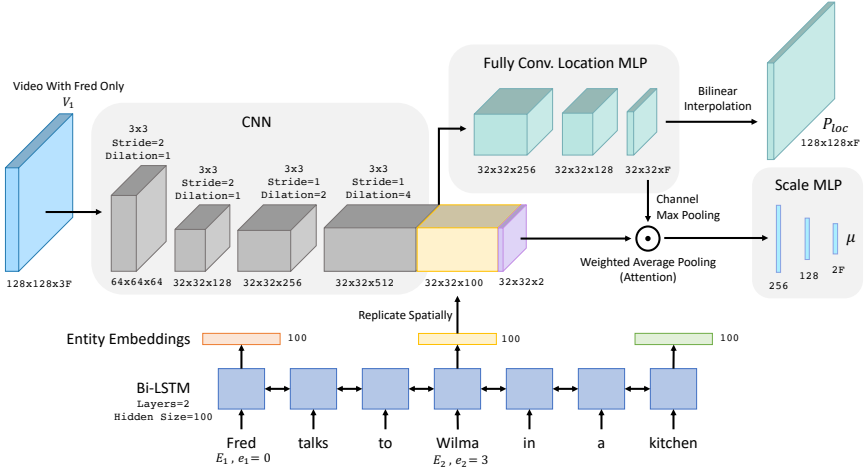 Video With Fred Only
V₁
128x128x3F
CNN
3x3
Stride=2
Dilation=1
64x64x64
3x3
Stride=2
Dilation=1
32x32x128
3x3
Stride=1
Dilation=2
32x32x256
3x3
Stride=1
Dilation=4
32x32x512
32x32x100
32x32x2
Fully Conv. Location MLP
32x32x256
32x32x128
32x32xF
Bilinear
Interpolation
P_loc
128x128xF
Channel
Max Pooling
Weighted Average Pooling
(Attention)
Scale MLP
256
128
2F
μ
Replicate Spatially
Entity Embeddings
100
100
100
Bi-LSTM
Layers=2
Hidden Size=100
Fred talks to Wilma in a kitchen
E₁ , e₁= 0
E₂ , e₂= 3